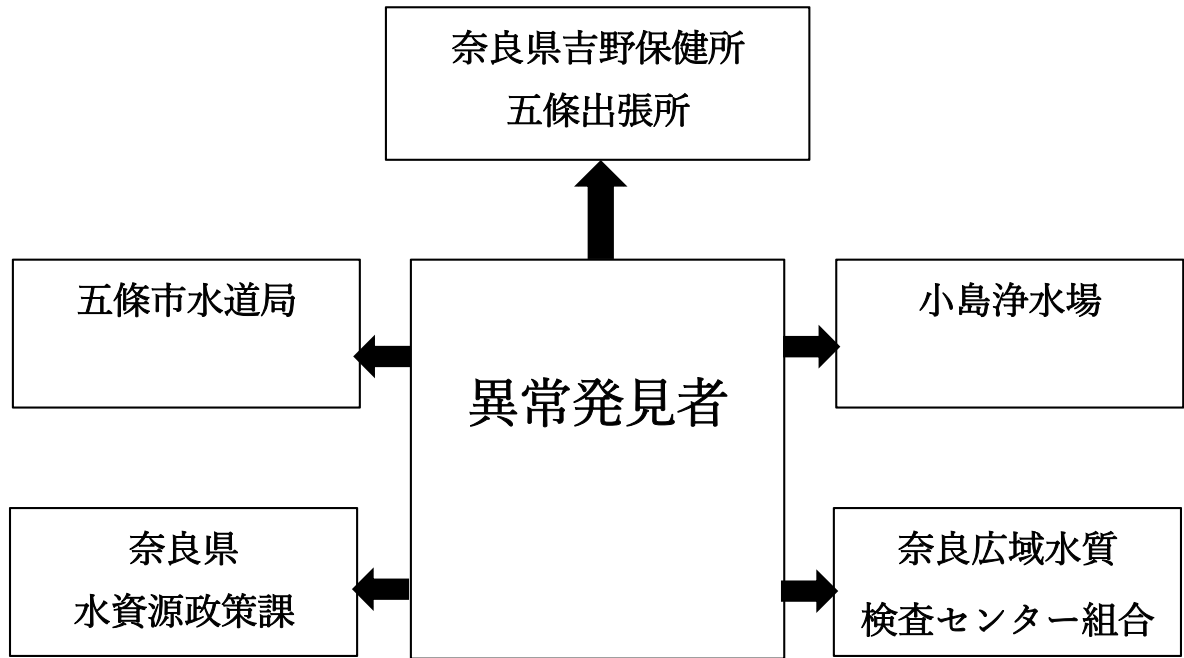 奈良県吉野保健所
五條出張所
五條市水道局
異常発見者
小島浄水場
奈良県
水資源政策課
奈良広域水質
検査センター組合